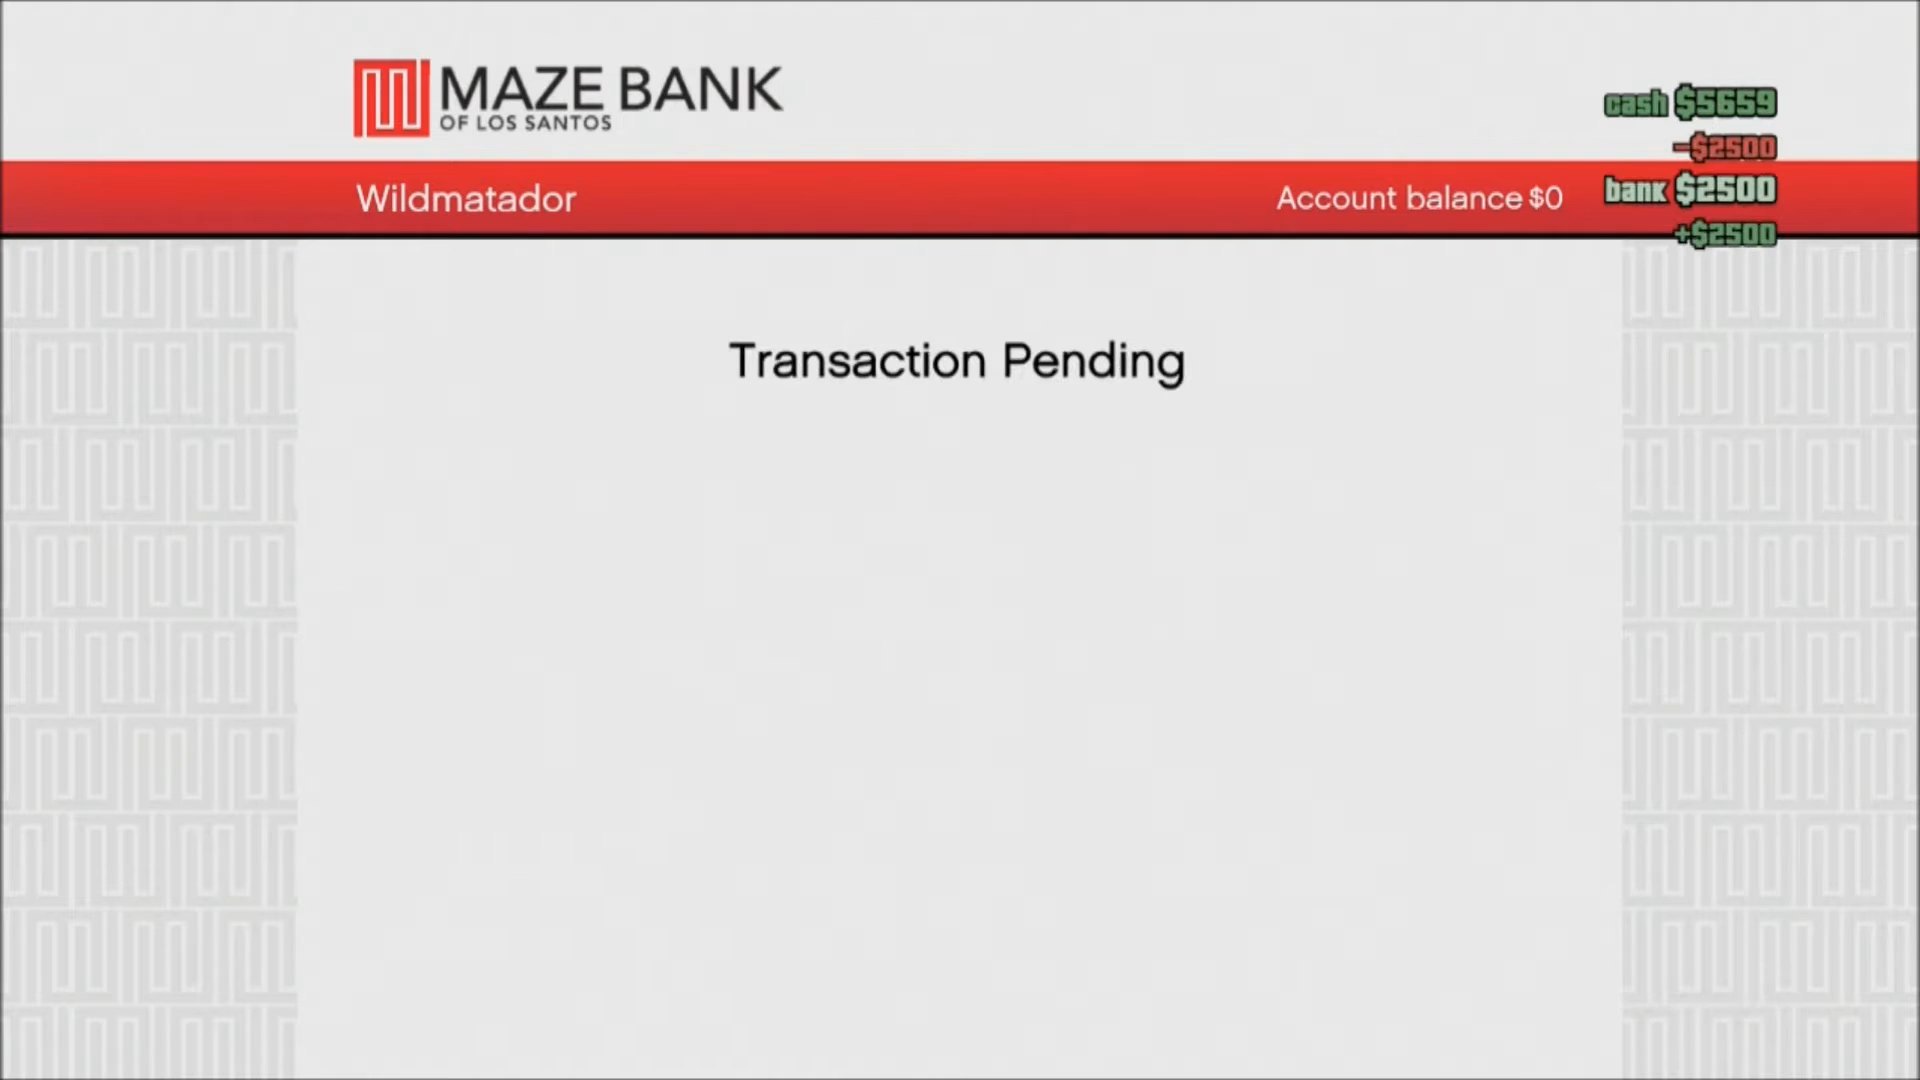 MAZE BANK
OF LOS SANTOS
cash $5659
-$2500
Wildmatador
Account balance $0
bank $2500
+$2500
Transaction Pending